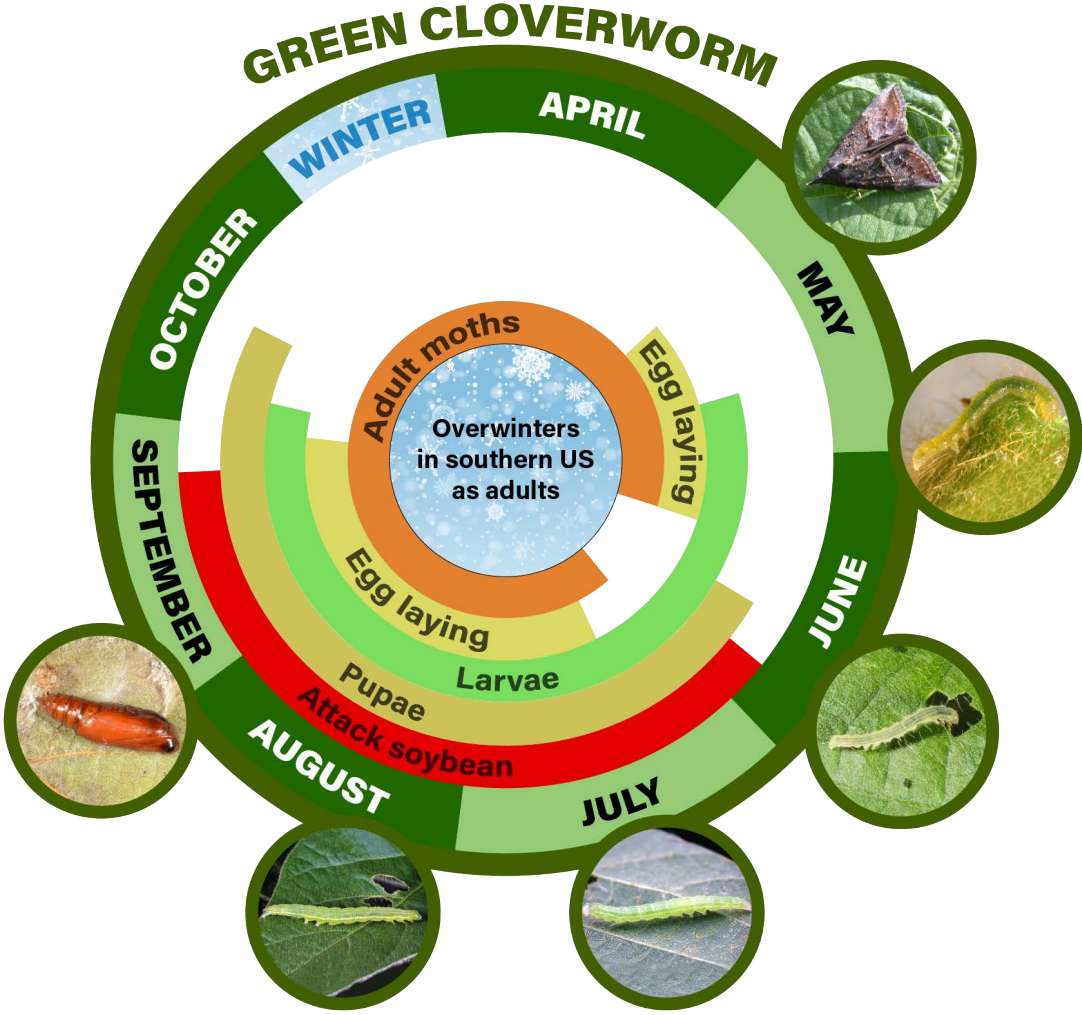 GREEN CLOVERWORM
WINTER
APRIL
MAY
JUNE
JULY
AUGUST
SEPTEMBER
OCTOBER
Adult moths
Egg laying
Overwinters
in southern US
as adults
Egg laying
Larvae
Pupae
Attack soybean